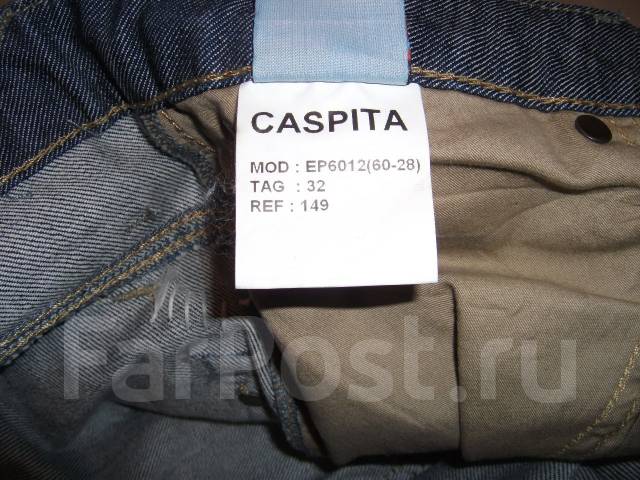 CASPITA
MOD : EP6012(60-28)
TAG : 32
REF : 149
FarPost.ru